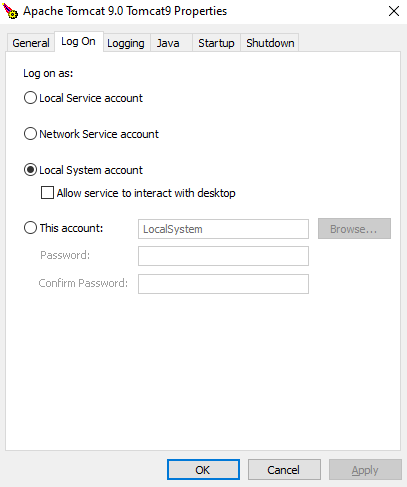 Apache Tomcat 9.0 Tomcat9 Properties
General Log On Logging Java Startup Shutdown
Log on as:
Local Service account
Network Service account
Local System account
Allow service to interact with desktop
This account: LocalSystem Browse...
Password:
Confirm Password:
OK Cancel Apply